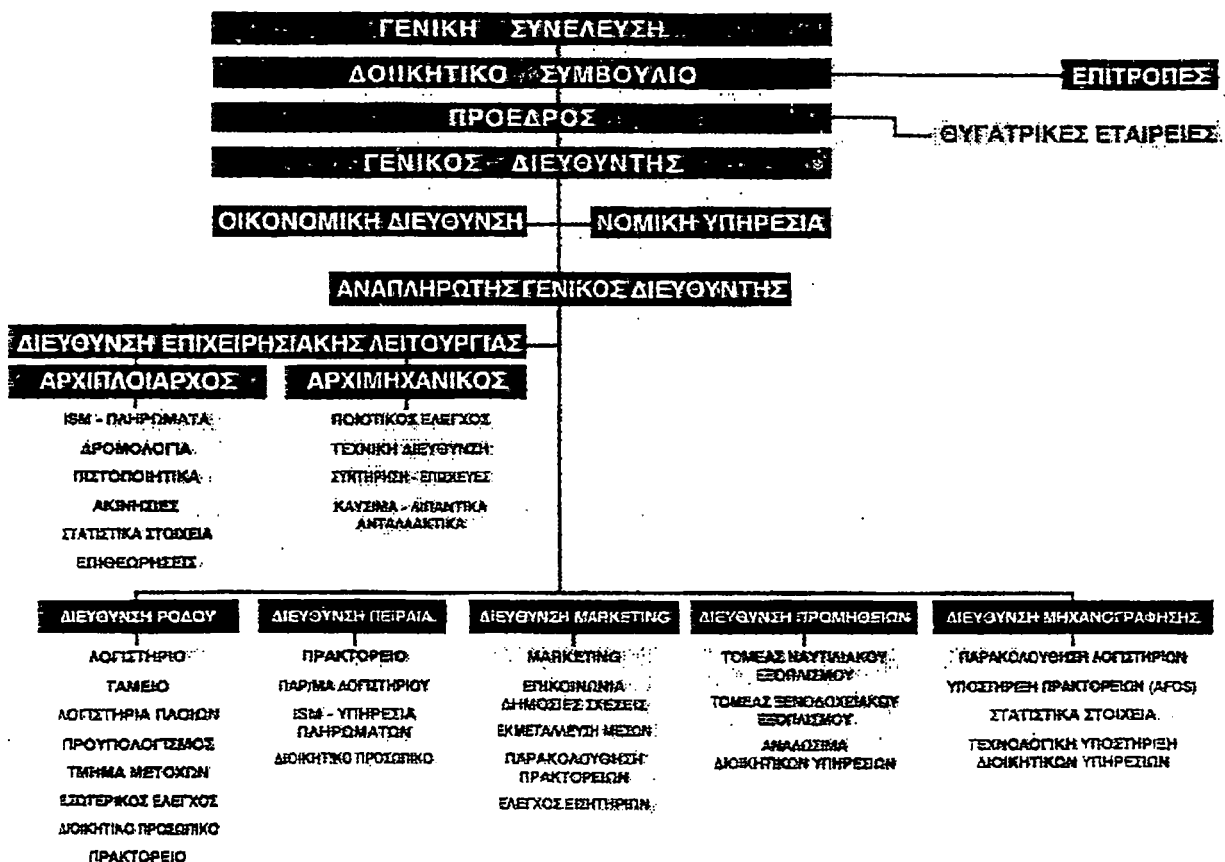 ΓΕΝΙΚΗ ΣΥΝΕΛΕΥΣΗ
ΔΟΙΙΚΗΤΙΚΟ ΣΥΜΒΟΥΛΙΟ
ΕΠΙΤΡΟΠΕΣ
ΠΡΟΕΔΡΟΣ
ΘΥΓΑΤΡΙΚΕΣ ΕΤΑΙΡΕΙΕΣ
ΓΕΝΙΚΟΣ - ΔΙΕΥΘΥΝΤΗΣ
ΟΙΚΟΝΟΜΙΚΗ ΔΙΕΥΘΥΝΣΗ
ΝΟΜΙΚΗ ΥΠΗΡΕΣΙΑ
ΑΝΑΠΛΗΡΩΤΗΣ ΓΕΝΙΚΟΣ ΔΙΕΥΘΥΝΤΗΣ
ΔΙΕΥΘΥΝΣΗ ΕΠΙΧΕΙΡΗΣΙΑΚΗΣ ΛΕΙΤΟΥΡΓΙΑΣ
ΑΡΧΙΠΛΟΙΑΡΧΟΣ
ISM - ΠΛΗΡΩΜΑΤΑ
ΔΡΟΜΟΛΟΓΙΑ
ΠΙΣΤΟΠΟΙΗΤΙΚΑ
ΑΚΙΝΗΣΙΕΣ
ΣΤΑΤΙΣΤΙΚΑ ΣΤΟΙΧΕΙΑ
ΕΠΙΘΕΩΡΗΣΕΙΣ
ΑΡΧΙΜΗΧΑΝΙΚΟΣ
ΠΟΙΟΤΙΚΟΣ ΕΛΕΓΧΟΣ
ΤΕΧΝΙΚΗ ΔΙΕΥΘΥΝΣΗ
ΣΥΝΤΗΡΗΣΗ - ΕΠΙΣΚΕΥΕΣ
ΚΑΥΣΙΜΑ - ΛΙΠΑΝΤΙΚΑ
ΑΝΤΑΛΛΑΚΤΙΚΑ
ΔΙΕΥΘΥΝΣΗ ΡΟΔΟΥ
ΛΟΓΙΣΤΗΡΙΟ
ΤΑΜΕΙΟ
ΛΟΓΙΣΤΗΡΙΑ ΠΛΟΙΩΝ
ΠΡΟΥΠΟΛΟΓΙΣΜΟΣ
ΤΜΗΜΑ ΜΕΤΟΧΩΝ
ΕΣΩΤΕΡΙΚΟΣ ΕΛΕΓΧΟΣ
ΔΙΟΙΚΗΤΙΚΟ ΠΡΟΣΩΠΙΚΟ
ΠΡΑΚΤΟΡΕΙΟ
ΔΙΕΥΘΥΝΣΗ ΠΕΙΡΑΙΑ
ΠΡΑΚΤΟΡΕΙΟ
ΠΑΡ/ΜΑ ΛΟΓΙΣΤΗΡΙΟΥ
ISM - ΥΠΗΡΕΣΙΑ
ΠΛΗΡΩΜΑΤΩΝ
ΔΙΟΙΚΗΤΙΚΟ ΠΡΟΣΩΠΙΚΟ
ΔΙΕΥΘΥΝΣΗ MARKETING
MARKETING
ΕΠΙΚΟΙΝΩΝΙΑ
ΔΗΜΟΣΙΕΣ ΣΧΕΣΕΙΣ
ΕΚΜΕΤΑΛΛΕΥΣΗ ΜΕΣΩΝ
ΠΑΡΑΚΟΛΟΥΘΗΣΗ
ΠΡΑΚΤΟΡΕΙΩΝ
ΕΛΕΓΧΟΣ ΕΙΣΙΤΗΡΙΩΝ
ΔΙΕΥΘΥΝΣΗ ΠΡΟΜΗΘΕΙΩΝ
ΤΟΜΕΑΣ ΝΑΥΤΙΛΙΑΚΟΥ
ΕΞΟΠΛΙΣΜΟΥ
ΤΟΜΕΑΣ ΞΕΝΟΔΟΧΕΙΑΚΟΥ
ΕΞΟΠΛΙΣΜΟΥ
ΑΝΑΛΩΣΙΜΑ
ΔΙΟΙΚΗΤΙΚΩΝ ΥΠΗΡΕΣΙΩΝ
ΔΙΕΥΘΥΝΣΗ ΜΗΧΑΝΟΓΡΑΦΗΣΗΣ
ΠΑΡΑΚΟΛΟΥΘΗΣΗ ΛΟΓΙΣΤΗΡΙΩΝ
ΥΠΟΣΤΗΡΙΞΗ ΠΡΑΚΤΟΡΕΙΩΝ (AFOS)
ΣΤΑΤΙΣΤΙΚΑ ΣΤΟΙΧΕΙΑ
ΤΕΧΝΟΛΟΓΙΚΗ ΥΠΟΣΤΗΡΙΞΗ
ΔΙΟΙΚΗΤΙΚΩΝ ΥΠΗΡΕΣΙΩΝ